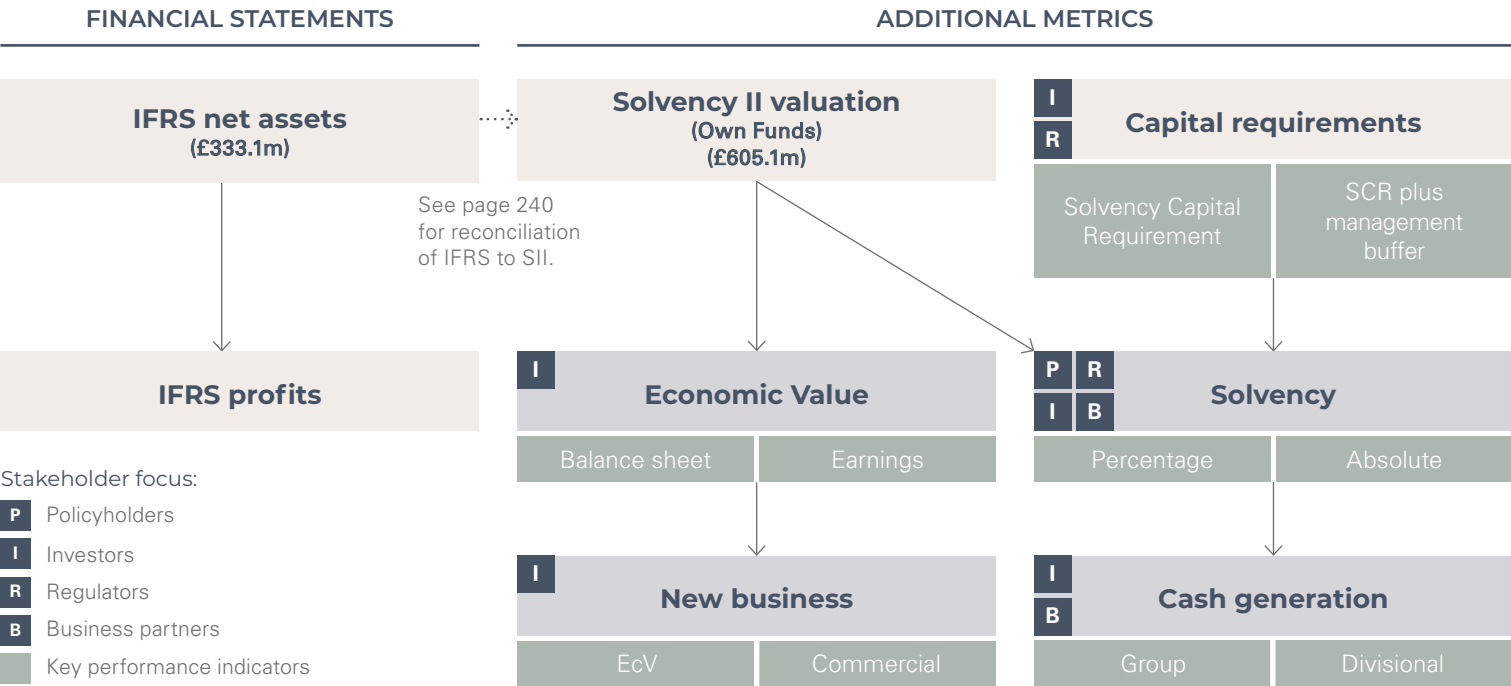 FINANCIAL STATEMENTS
ADDITIONAL METRICS
IFRS net assets
(£333.1m)
Solvency II valuation
(Own Funds)
(£605.1m)
I
R
Capital requirements
Solvency Capital
Requirement
SCR plus
management
buffer
See page 240
for reconciliation
of IFRS to SII.
IFRS profits
I
Economic Value
Balance sheet
Earnings
P R
I B
Solvency
Percentage
Absolute
Stakeholder focus:
P Policyholders
I Investors
R Regulators
B Business partners
Key performance indicators
I
New business
EcV
Commercial
I
B
Cash generation
Group
Divisional